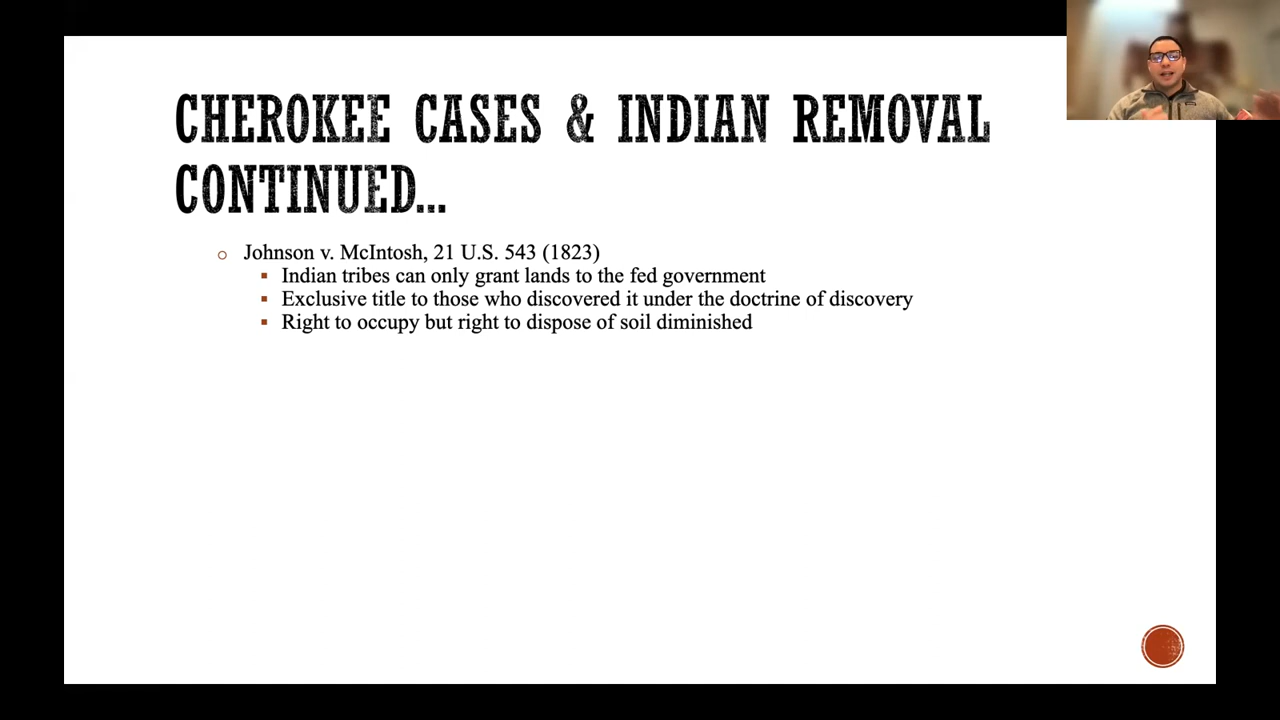 CHEROKEE CASES & INDIAN REMOVAL
CONTINUED...
Johnson v. McIntosh, 21 U.S. 543 (1823)
Indian tribes can only grant lands to the fed government
Exclusive title to those who discovered it under the doctrine of discovery
Right to occupy but right to dispose of soil diminished